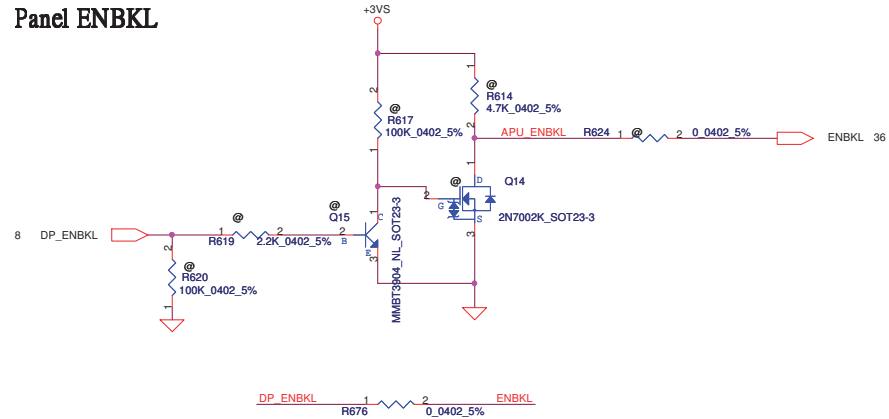 Panel ENBKL
+3VS
1
@
R614
4.7K_0402_5%
2
2
@
R617
100K_0402_5%
1
APU_ENBKL
R624
1
@
2
0_0402_5%
ENBKL 36
1
D
@
Q14
2
G
S
2N7002K_SOT23-3
3
@
Q15
1
C
2
B
E
3
MMBT3904_NL_SOT23-3
8 DP_ENBKL
@
1
2
R619
2.2K_0402_5%
2
@
R620
100K_0402_5%
1
DP_ENBKL
1
2
ENBKL
R676
0_0402_5%